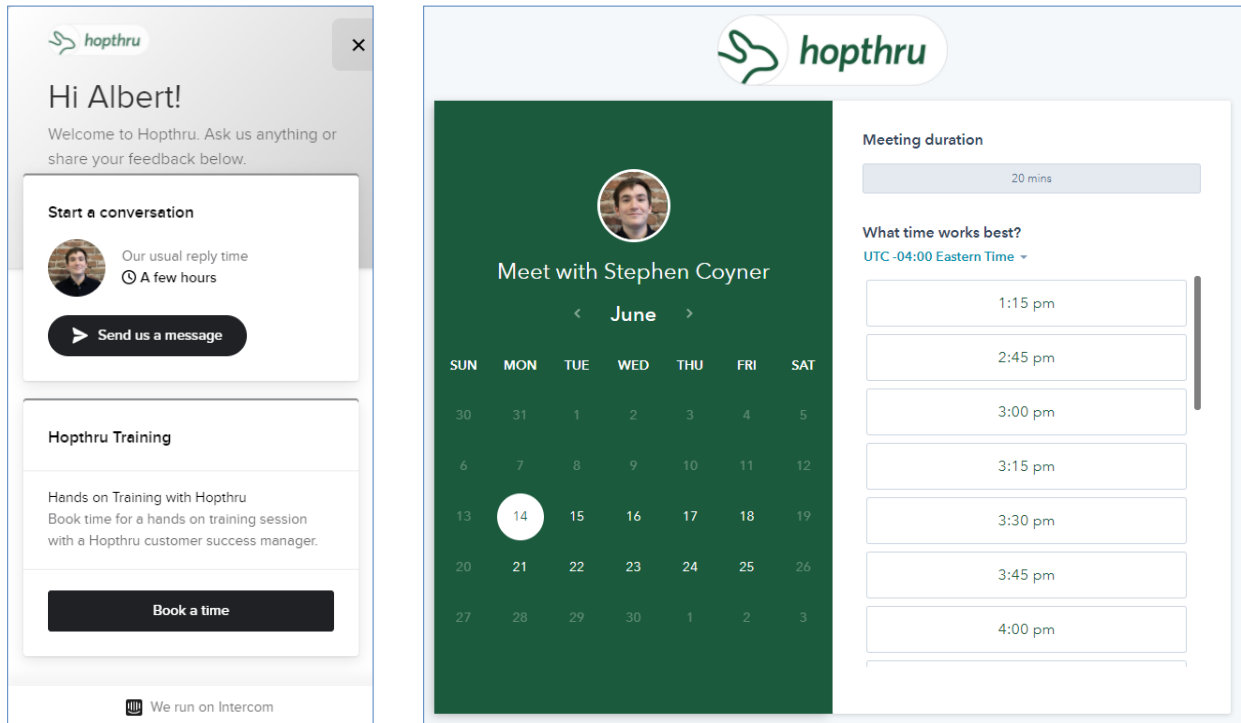 hopthru
×
Hi Albert!
Welcome to Hopthru. Ask us anything or
share your feedback below.
Start a conversation
Our usual reply time
A few hours
Send us a message
Hopthru Training
Hands on Training with Hopthru
Book time for a hands on training session
with a Hopthru customer success manager.
Book a time
We run on Intercom
hopthru
Meet with Stephen Coyner
‹ June ›
SUN MON TUE WED THU FRI SAT
30 31 1 2 3 4 5
6 7 8 9 10 11 12
13 14 15 16 17 18 19
20 21 22 23 24 25 26
27 28 29 30 1 2 3
Meeting duration
20 mins
What time works best?
UTC -04:00 Eastern Time
1:15 pm
2:45 pm
3:00 pm
3:15 pm
3:30 pm
3:45 pm
4:00 pm